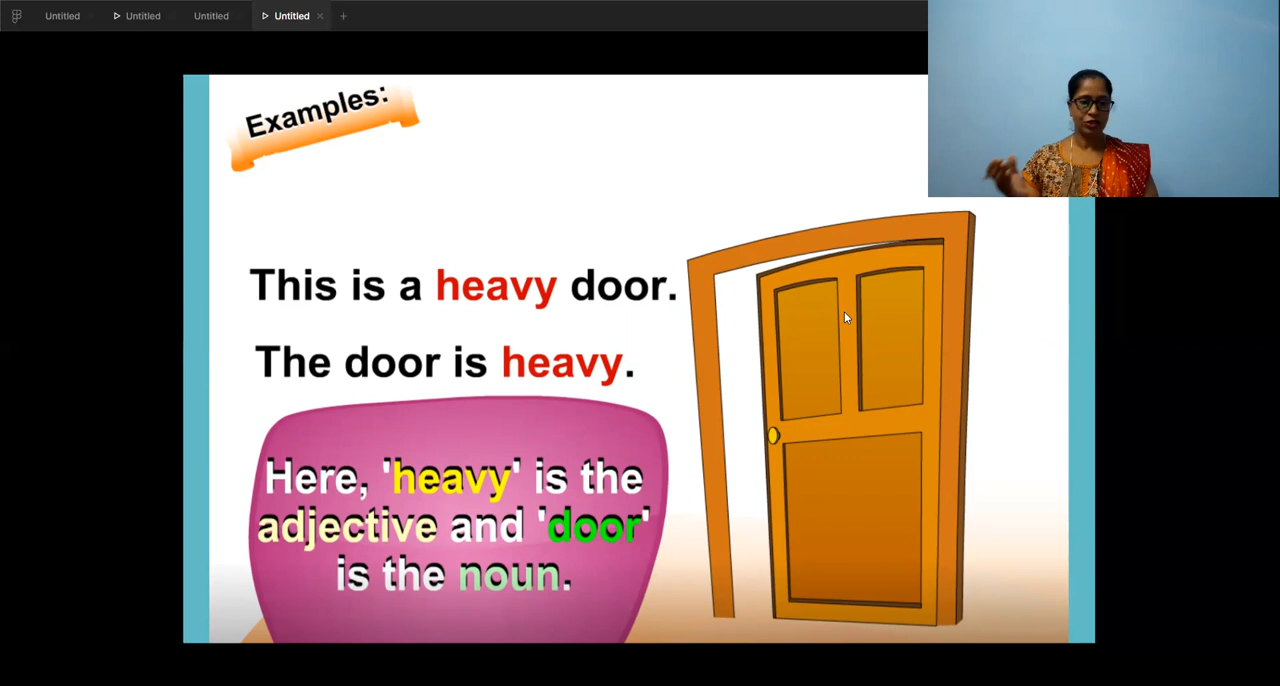 Untitled Untitled Untitled Untitled
Examples:
This is a heavy door.
The door is heavy.
Here, 'heavy' is the
adjective and 'door'
is the noun.